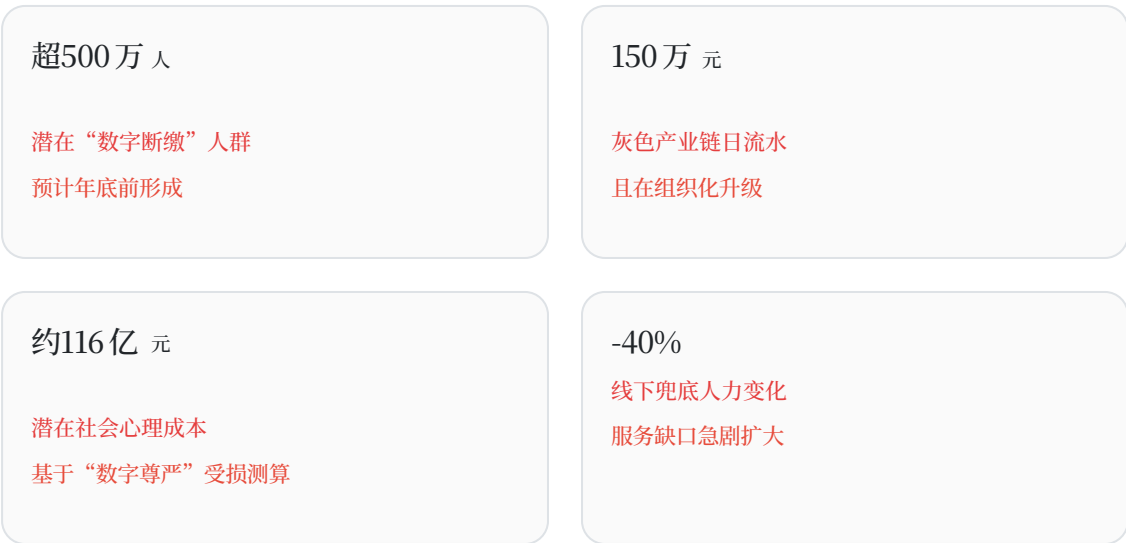 超500万 人
潜在“数字断缴”人群
预计年底前形成
150万 元
灰色产业链日流水
且在组织化升级
约116亿 元
潜在社会心理成本
基于“数字尊严”受损测算
-40%
线下兜底人力变化
服务缺口急剧扩大